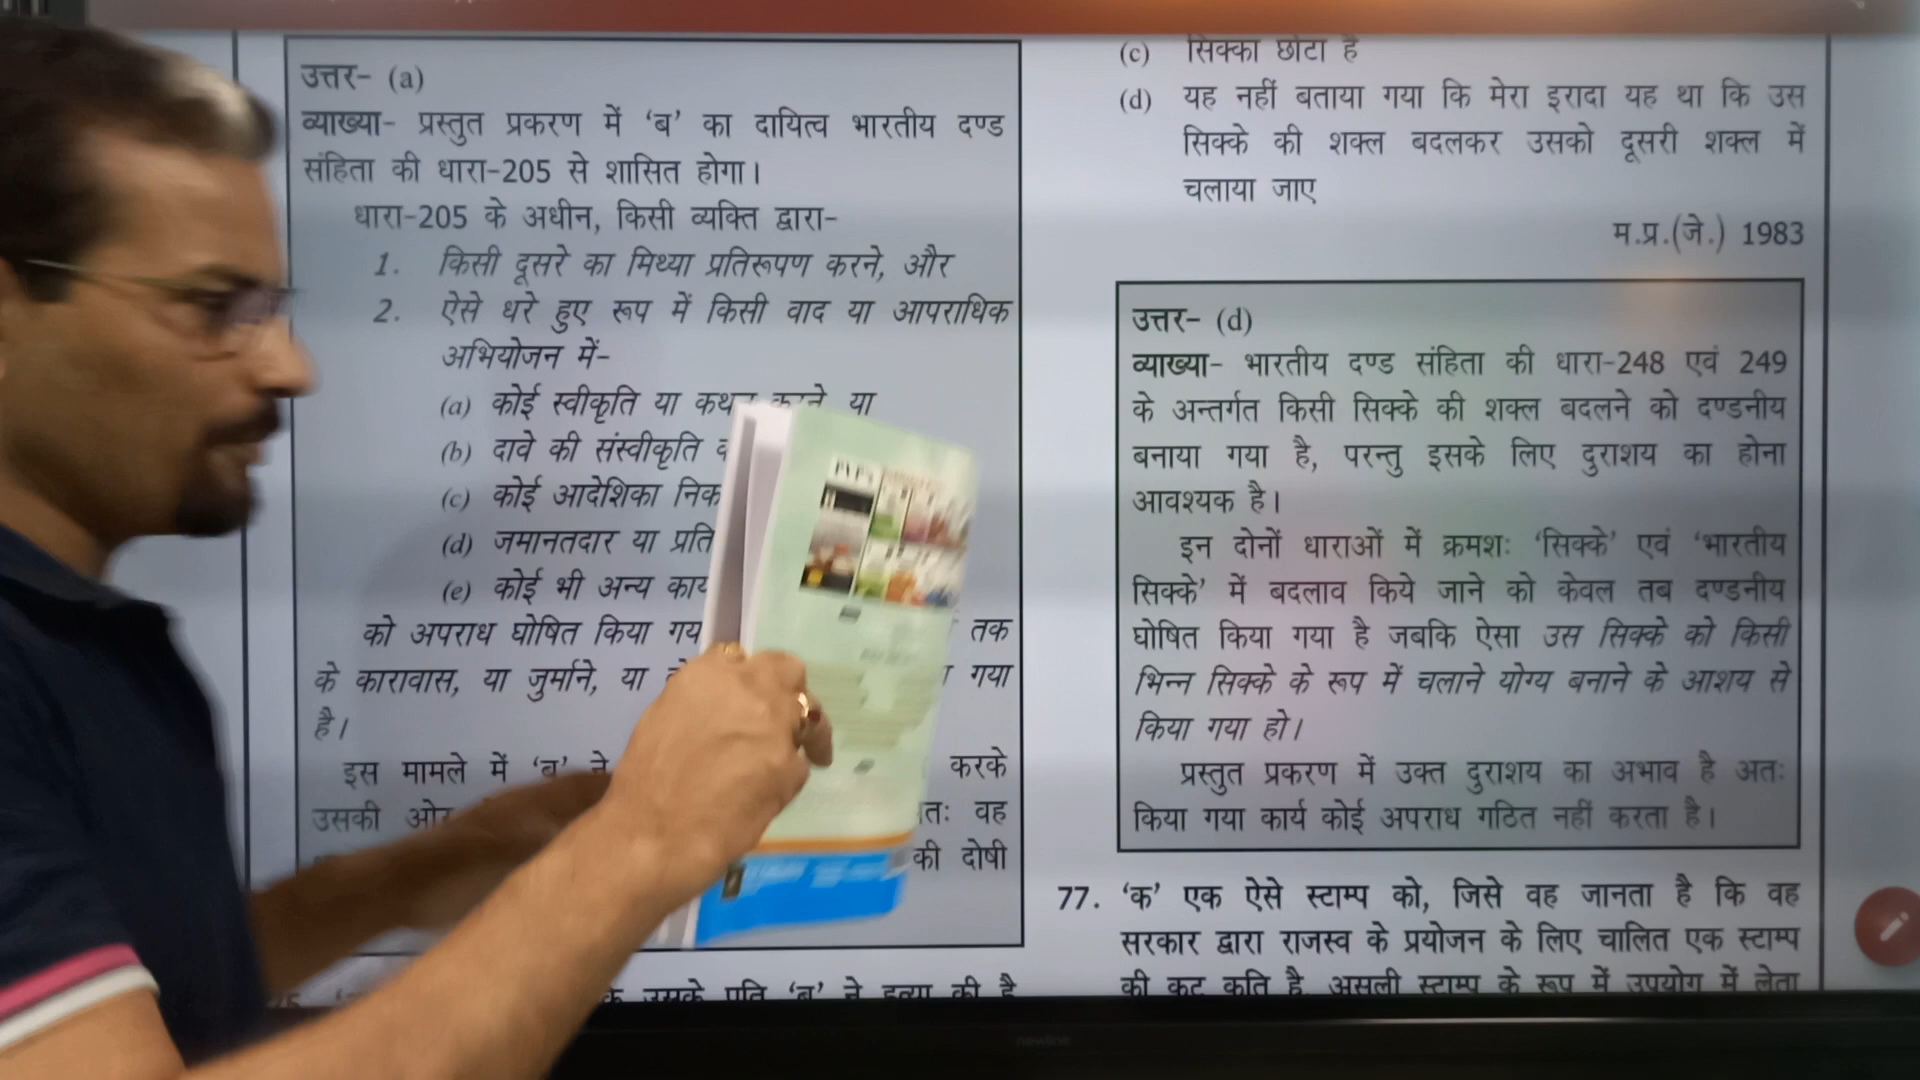 उत्तर– (a)
व्याख्या– प्रस्तुत प्रकरण में ‘ब’ का दायित्व भारतीय दण्ड
संहिता की धारा-205 से शासित होगा।
धारा-205 के अधीन, किसी व्यक्ति द्वारा–
1. किसी दूसरे का मिथ्या प्रतिरूपण करने, और
2. ऐसे धरे हुए रूप में किसी वाद या आपराधिक
अभियोजन में–
(a) कोई स्वीकृति या कथन करने या
(b) दावे की संस्वीकृति
(c) कोई आदेशिका
(d) जमानतदार या
(e) कोई भी अन्य
को अपराध घोषित किया तक
के कारावास, या जुर्माने, या गया
है।
इस मामले में ‘ब’ ने करके
उसकी ओर वह
की दोषी
उसके प्रति ‘ब’ ने हत्या की है
(c) सिक्का छोटा है
(d) यह नहीं बताया गया कि मेरा इरादा यह था कि उस
सिक्के की शक्ल बदलकर उसको दूसरी शक्ल में
चलाया जाए
म.प्र.(जे.) 1983
उत्तर– (d)
व्याख्या– भारतीय दण्ड संहिता की धारा-248 एवं 249
के अन्तर्गत किसी सिक्के की शक्ल बदलने को दण्डनीय
बनाया गया है, परन्तु इसके लिए दुराशय का होना
आवश्यक है।
इन दोनों धाराओं में क्रमशः ‘सिक्के’ एवं ‘भारतीय
सिक्के’ में बदलाव किये जाने को केवल तब दण्डनीय
घोषित किया गया है जबकि ऐसा उस सिक्के को किसी
भिन्न सिक्के के रूप में चलाने योग्य बनाने के आशय से
किया गया हो।
प्रस्तुत प्रकरण में उक्त दुराशय का अभाव है अतः
किया गया कार्य कोई अपराध गठित नहीं करता है।
77. ‘क’ एक ऐसे स्टाम्प को, जिसे वह जानता है कि वह
सरकार द्वारा राजस्व के प्रयोजन के लिए चालित एक स्टाम्प
की कूट कृति है, असली स्टाम्प के रूप में उपयोग में लेता
newline